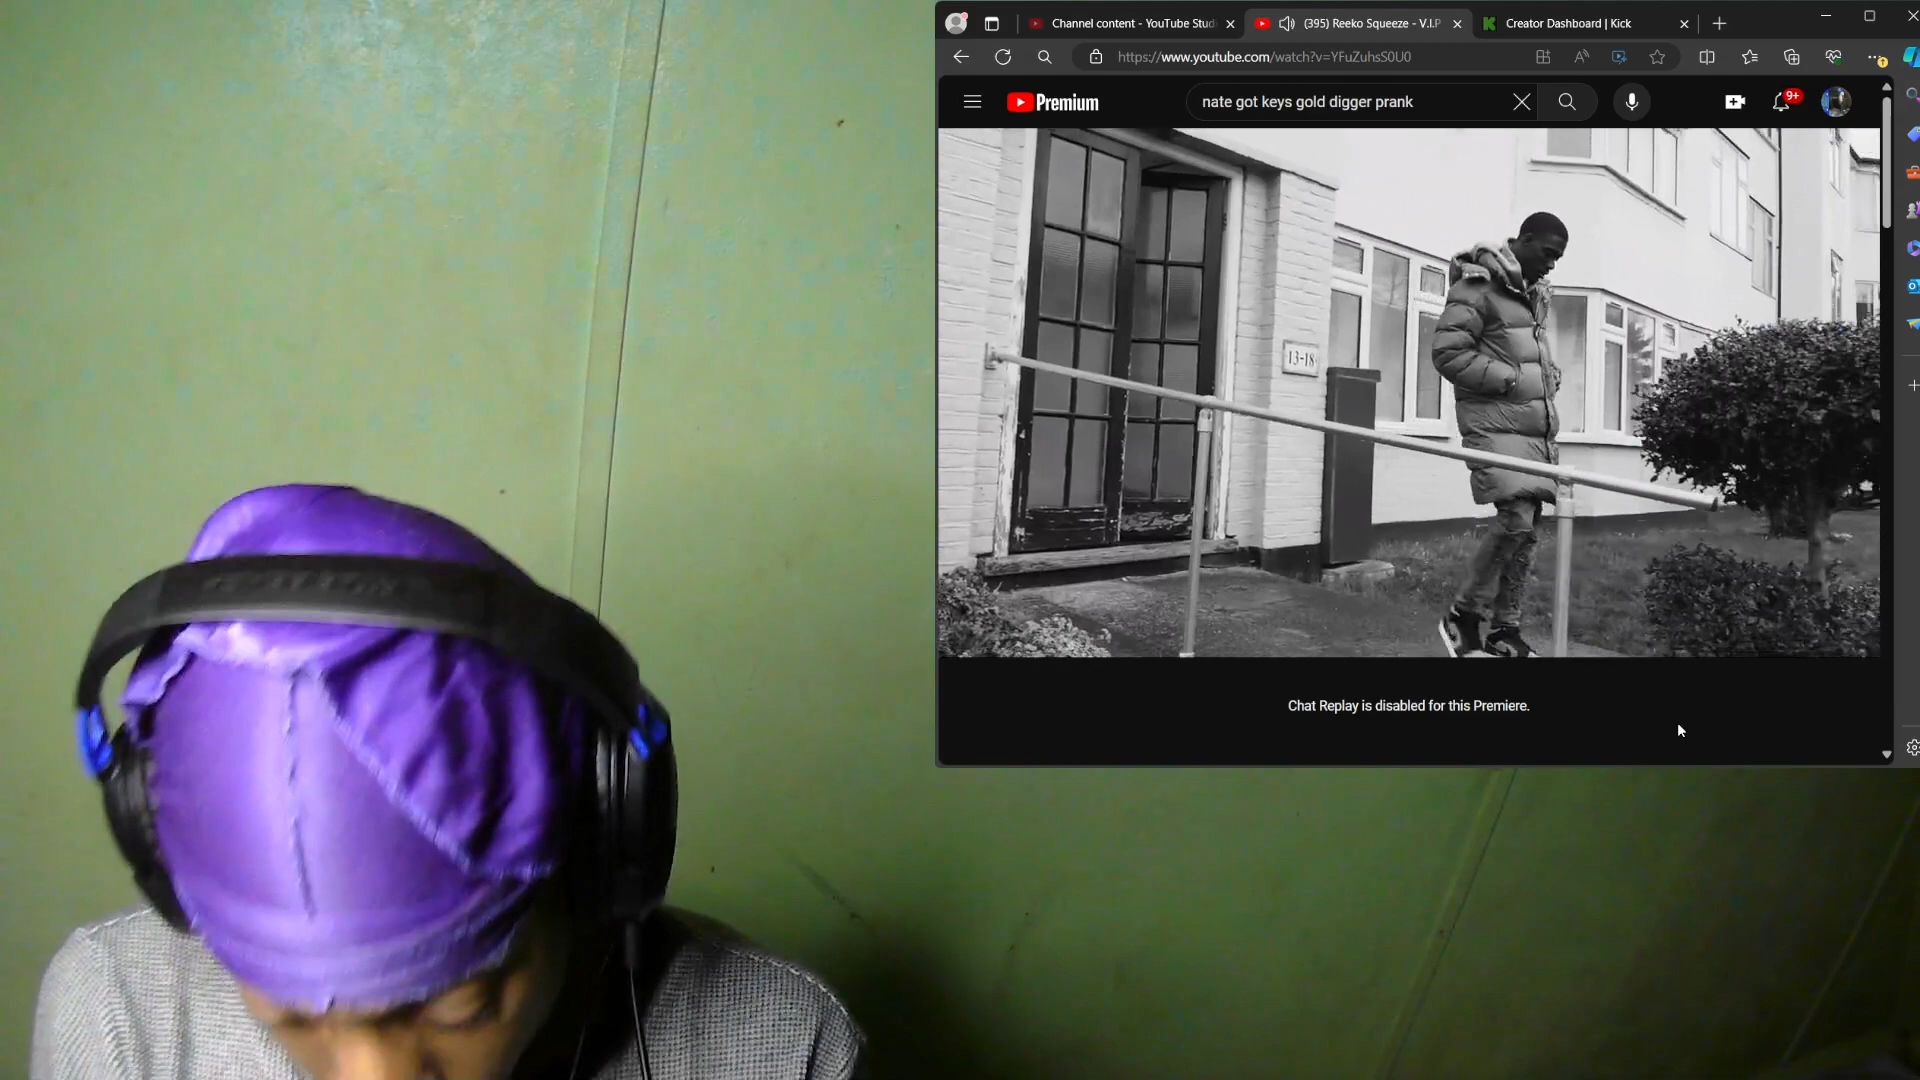 Channel content - YouTube Stud
(395) Reeko Squeeze - V.I.P
Creator Dashboard | Kick
https://www.youtube.com/watch?v=YFuZuhsS0U0
Premium
nate got keys gold digger prank
9+
13-18
Chat Replay is disabled for this Premiere.